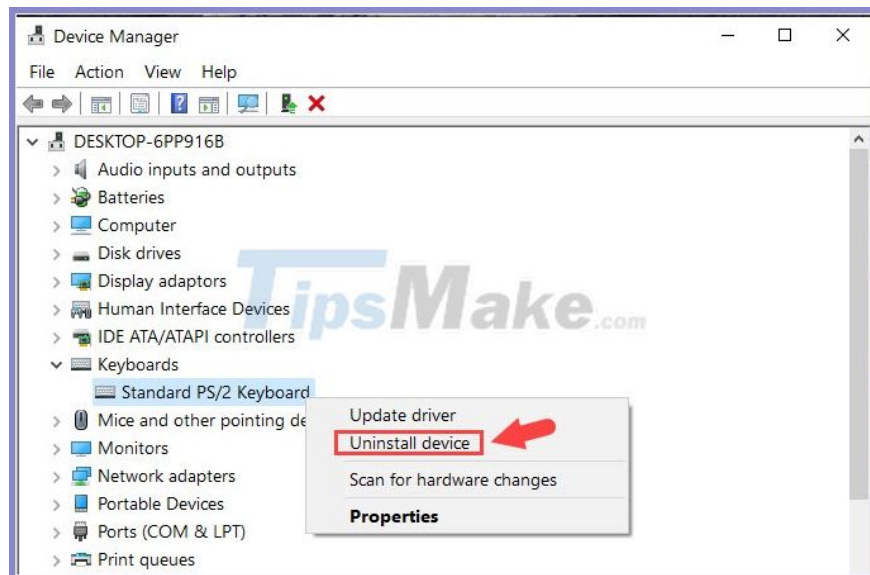 Device Manager
File Action View Help
DESKTOP-6PP916B
Audio inputs and outputs
Batteries
Computer
Disk drives
Display adaptors
Human Interface Devices
IDE ATA/ATAPI controllers
Keyboards
Standard PS/2 Keyboard
Mice and other pointing de
Monitors
Network adapters
Portable Devices
Ports (COM & LPT)
Print queues
Update driver
Uninstall device
Scan for hardware changes
Properties
TipsMake.com